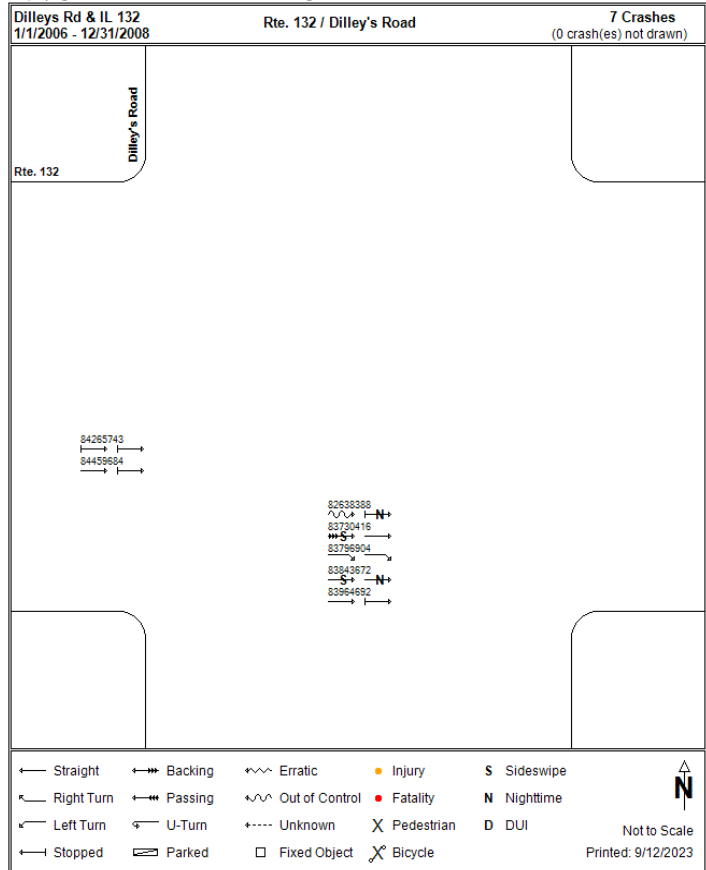 Dilleys Rd & IL 132
1/1/2006 - 12/31/2008
Rte. 132 / Dilley's Road
7 Crashes
(0 crash(es) not drawn)
Dilley's Road
Rte. 132
84265743
84459684
82638388
N
83730416
S
83796904
83843672
S N
83964692
Straight Backing Erratic Injury S Sideswipe
Right Turn Passing Out of Control Fatality N Nighttime
Left Turn U-Turn Unknown X Pedestrian D DUI
Stopped Parked Fixed Object Bicycle
N
Not to Scale
Printed: 9/12/2023